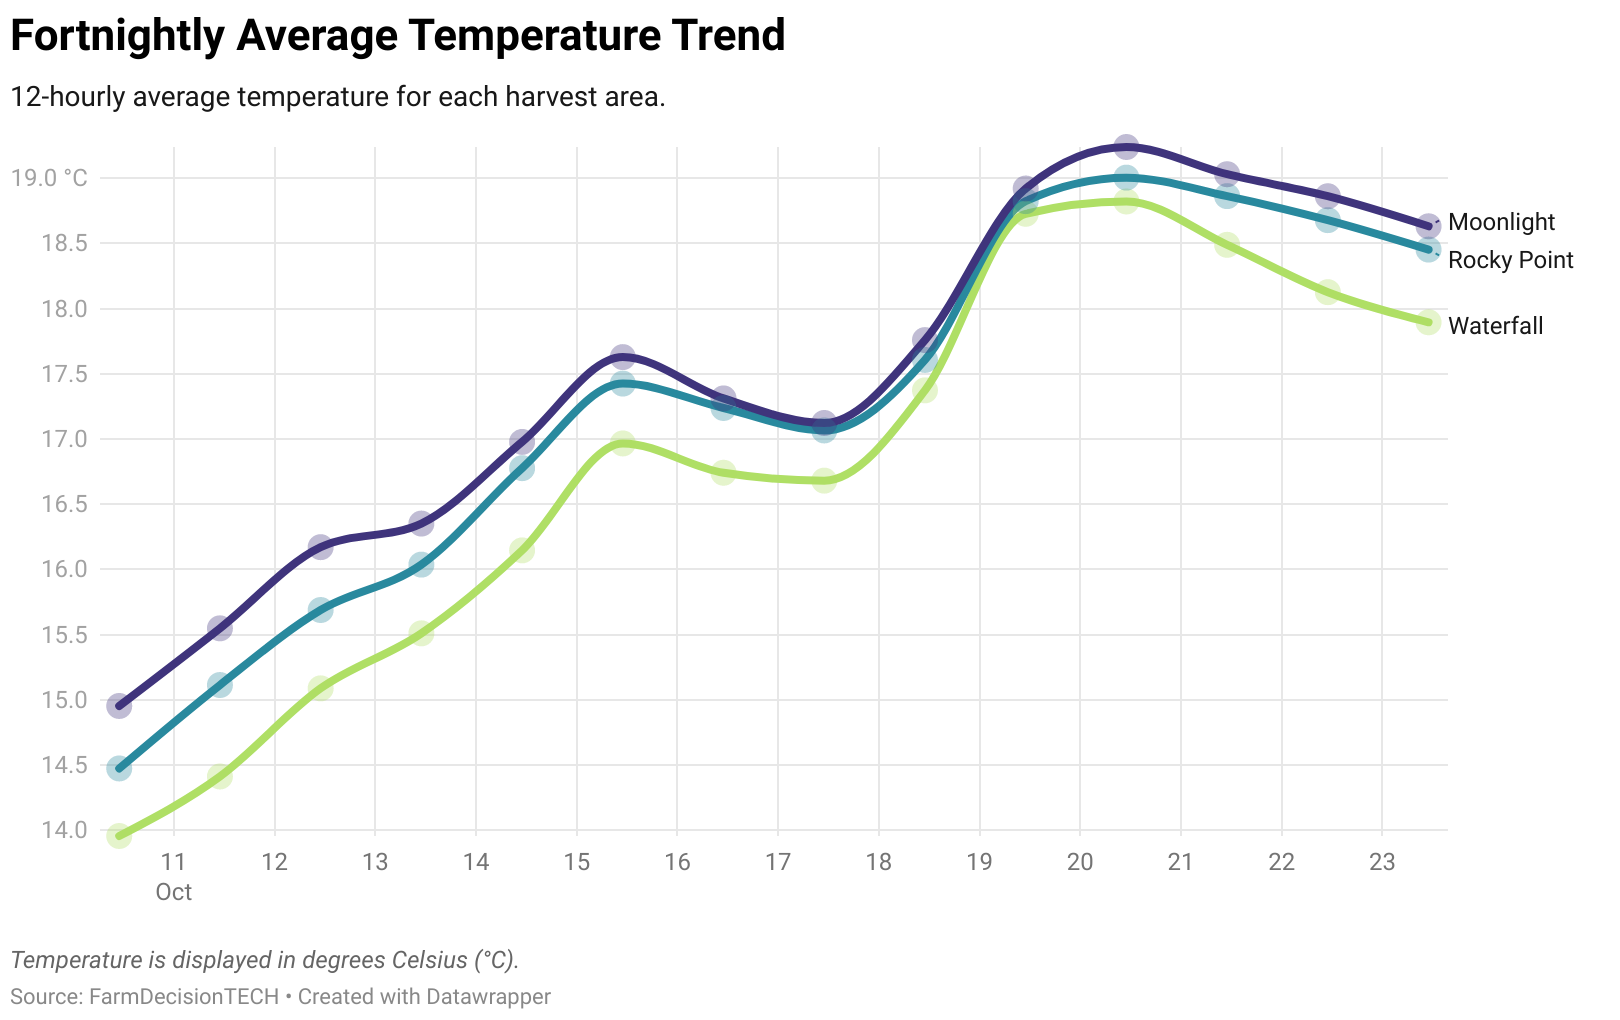 Fortnightly Average Temperature Trend
12-hourly average temperature for each harvest area.
19.0 °C
18.5
18.0
17.5
17.0
16.5
16.0
15.5
15.0
14.5
14.0
Moonlight
Rocky Point
Waterfall
11 12 13 14 15 16 17 18 19 20 21 22 23
Oct
Temperature is displayed in degrees Celsius (°C).
Source: FarmDecisionTECH • Created with Datawrapper